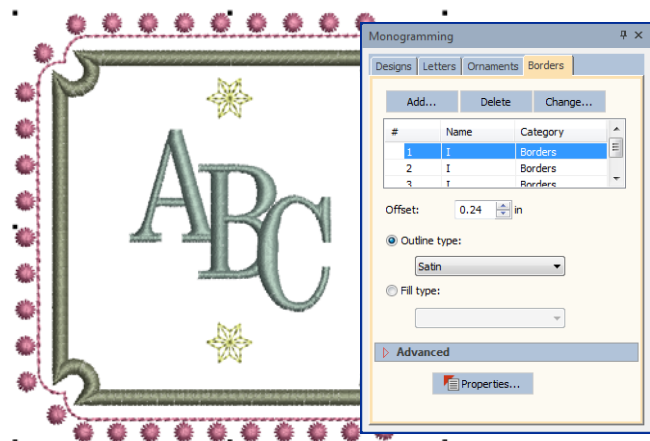 ABC
Monogramming
Designs Letters Ornaments Borders
Add... Delete Change...
# Name Category
1 I Borders
2 I Borders
3 I Borders
Offset: 0.24 in
Outline type:
Satin
Fill type:
Advanced
Properties...